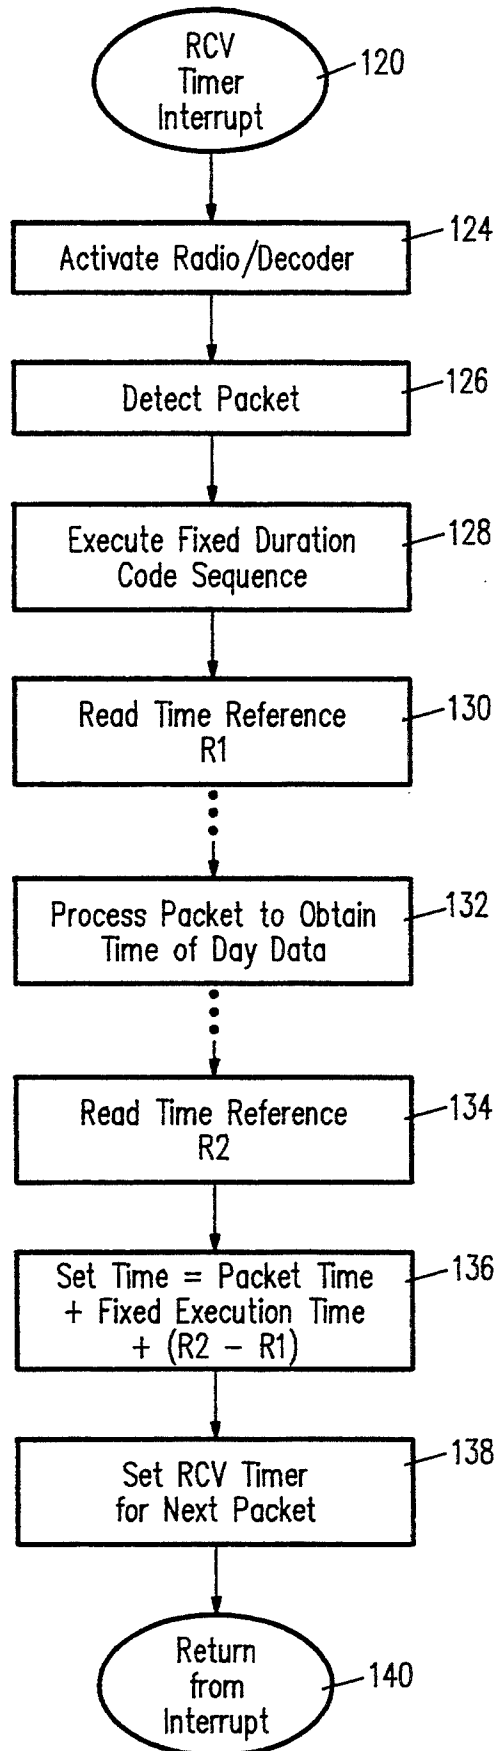 RCV
Timer
Interrupt
120
124
Activate Radio/Decoder
126
Detect Packet
128
Execute Fixed Duration
Code Sequence
130
Read Time Reference
R1
132
Process Packet to Obtain
Time of Day Data
134
Read Time Reference
R2
136
Set Time = Packet Time
+ Fixed Execution Time
+ (R2 - R1)
138
Set RCV Timer
for Next Packet
140
Return
from
Interrupt